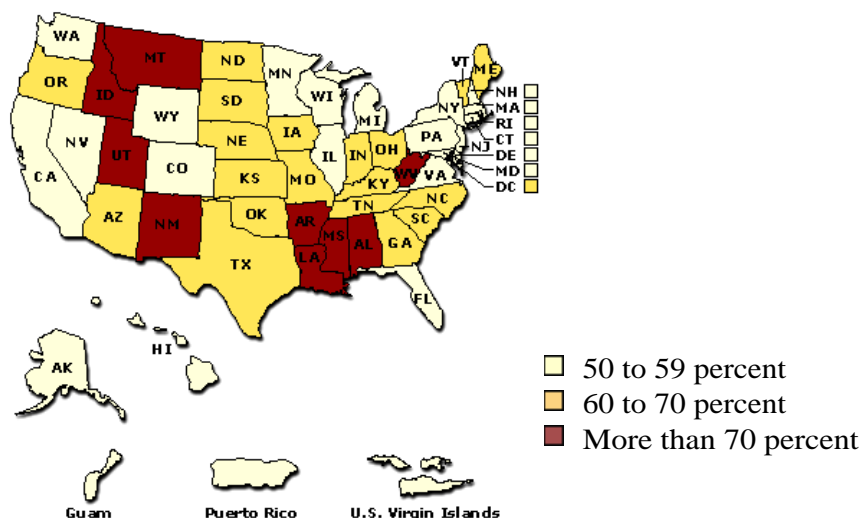 WA
MT
ND
MN
VT
ME
OR
ID
SD
WI
NY
NH
MA
RI
CT
NJ
DE
MD
DC
WY
MI
IA
NE
PA
NV
UT
CO
IL
IN
OH
WV
VA
CA
KS
MO
KY
NC
AZ
NM
OK
TN
AR
SC
MS
AL
GA
LA
TX
FL
HI
AK
50 to 59 percent
60 to 70 percent
More than 70 percent
Guam
Puerto Rico
U.S. Virgin Islands